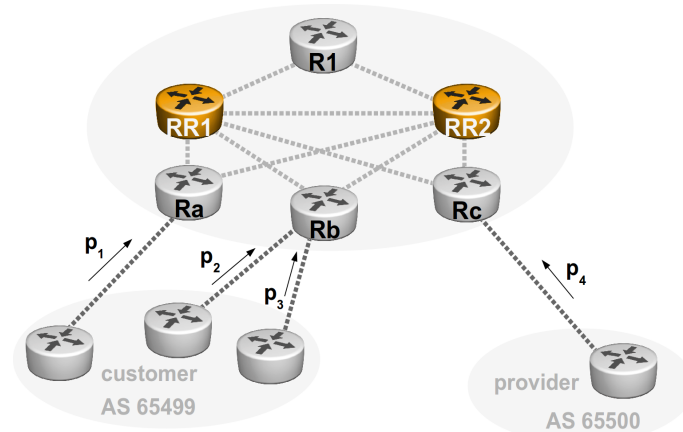 R1
RR1
RR2
Ra
Rb
Rc
p1
p2
p3
p4
customer
AS 65499
provider
AS 65500